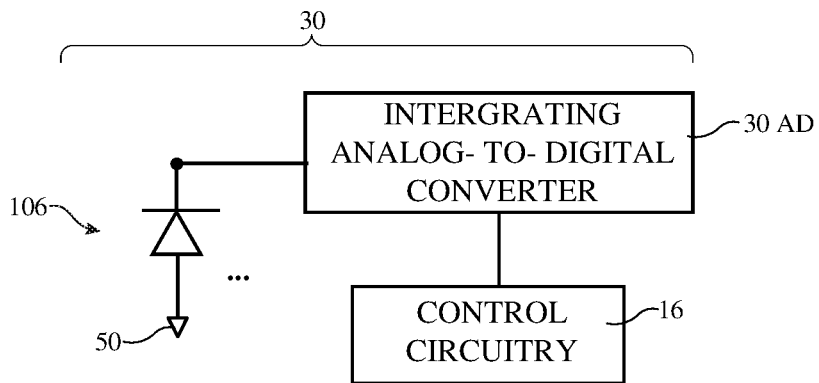 30
INTERGRATING
ANALOG- TO- DIGITAL
CONVERTER
30 AD
106
...
50
CONTROL
CIRCUITRY
16